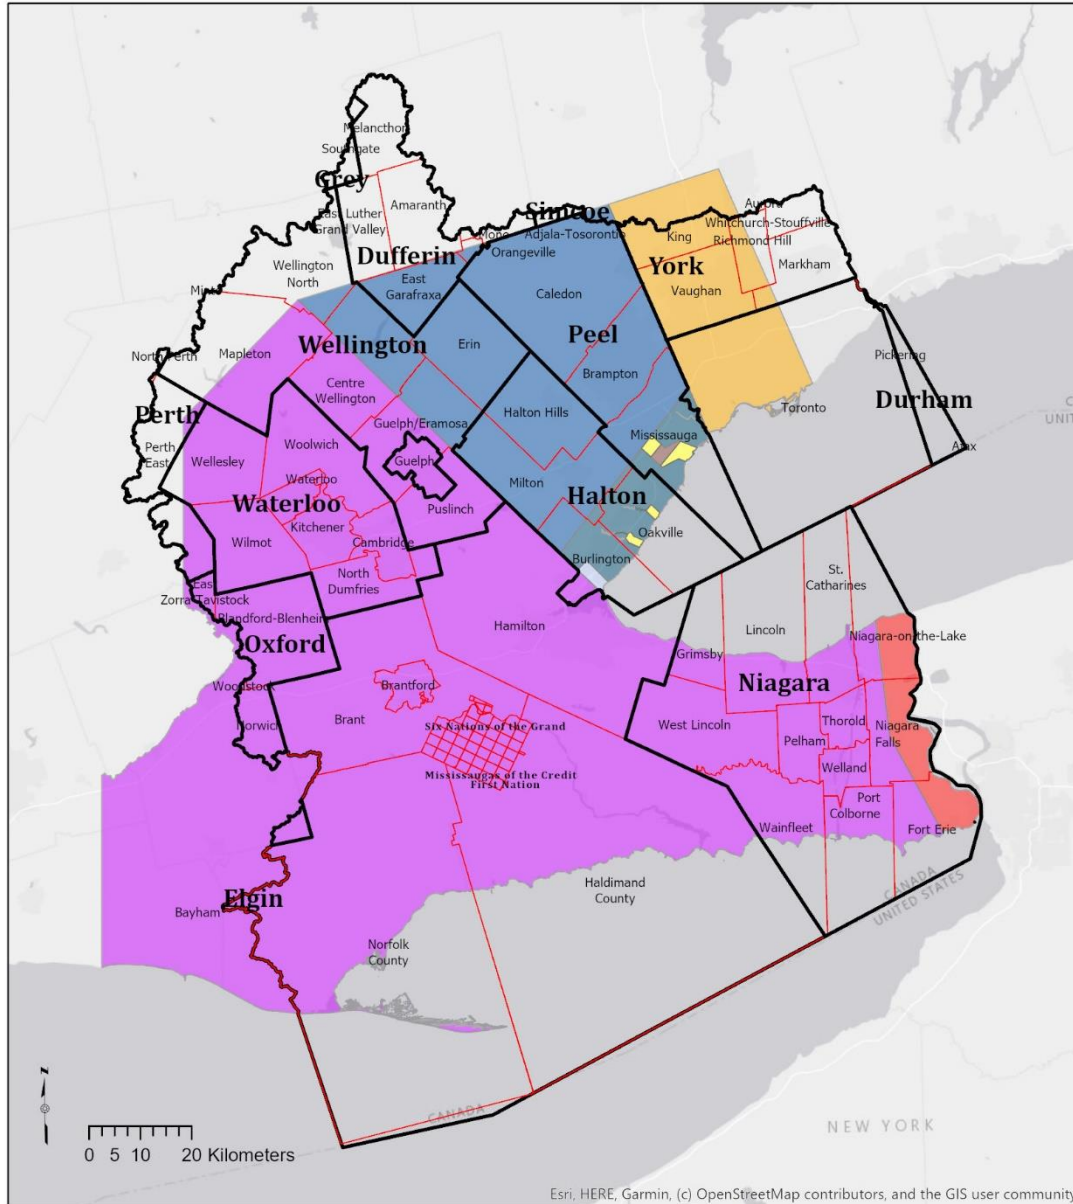 Melancthon
Southgate
Grey
East Luther
Grand Valley
Amaranth
Dufferin
Mono
Simcoe
Adjala-Tosorontio
Orangeville
King
York
Vaughan
Aurora
Whitchurch-Stouffville
Richmond Hill
Markham
Wellington
North
Minto
Mapleton
North Perth
Perth
Perth
East
East
Garafraxa
Wellington
Erin
Caledon
Peel
Brampton
Pickering
Durham
Toronto
Ajax
Centre
Wellington
Guelph/Eramosa
Guelph
Halton Hills
Mississauga
Woolwich
Wellesley
Waterloo
Waterloo
Kitchener
Wilmot
Cambridge
Puslinch
Milton
Halton
Oakville
Burlington
North
Dumfries
East
Zorra-Tavistock
Blandford-Blenheim
Oxford
Woodstock
Norwich
Hamilton
St.
Catharines
Lincoln
Niagara-on-the-Lake
Grimsby
Niagara
Brantford
Brant
Six Nations of the Grand
Mississaugas of the Credit
First Nation
West Lincoln
Thorold
Pelham
Niagara
Falls
Welland
Port
Colborne
Wainfleet
Fort Erie
Haldimand
County
CANADA
UNITED STATES
Elgin
Bayham
Norfolk
County
CANADA
NEW YORK
N
0 5 10 20 Kilometers
Esri, HERE, Garmin, (c) OpenStreetMap contributors, and the GIS user community